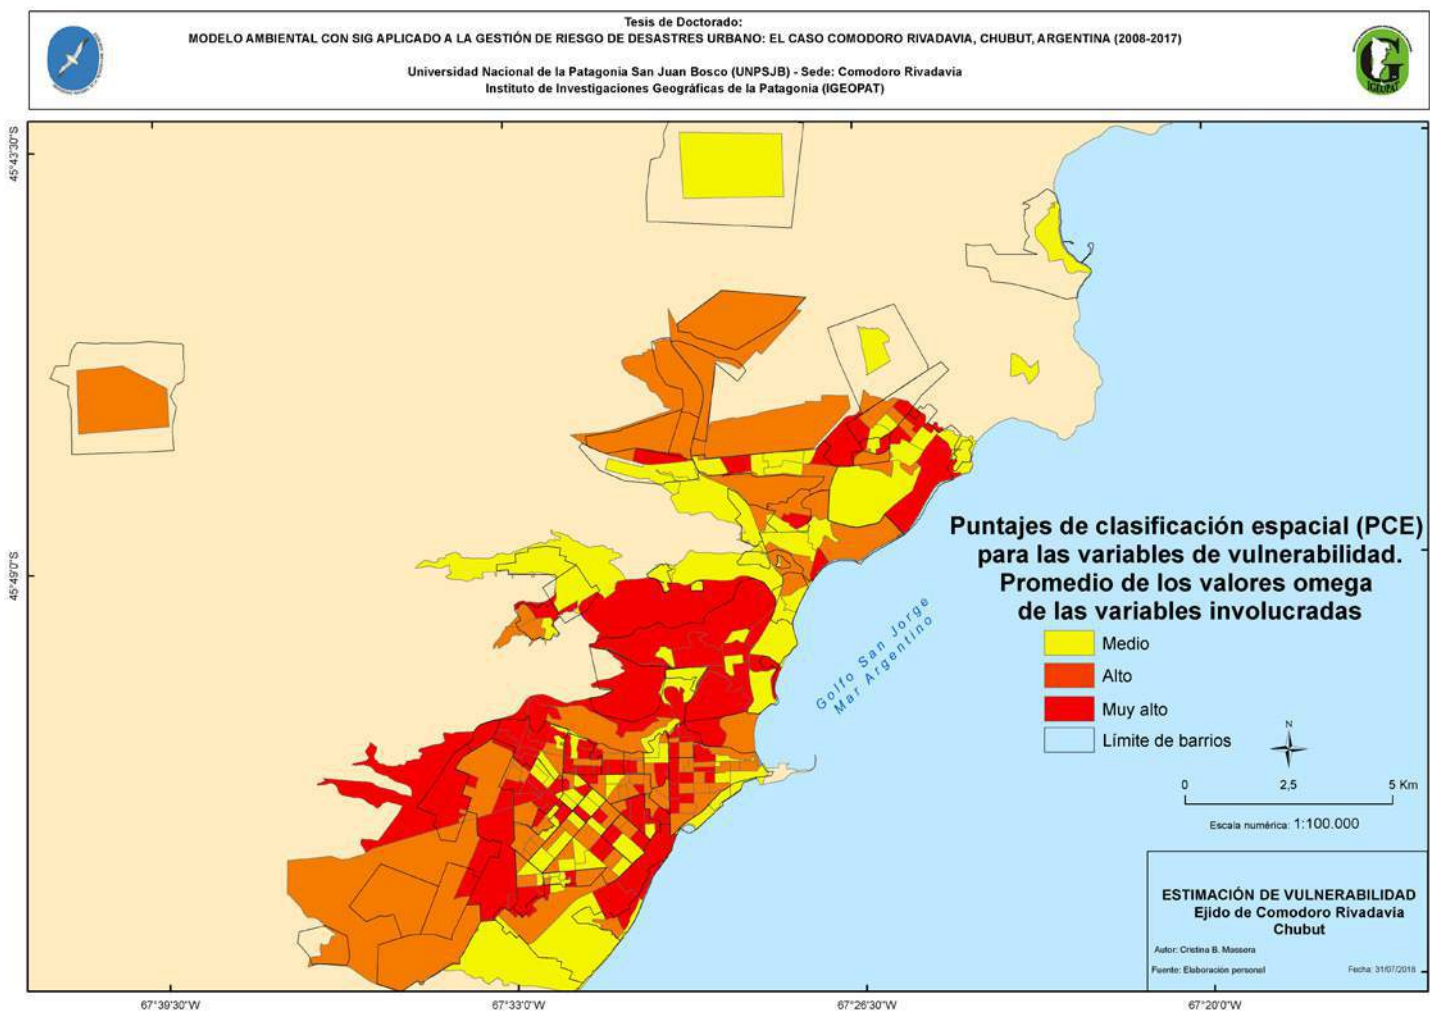 Tesis de Doctorado:
MODELO AMBIENTAL CON SIG APLICADO A LA GESTIÓN DE RIESGO DE DESASTRES URBANO: EL CASO COMODORO RIVADAVIA, CHUBUT, ARGENTINA (2008-2017)
Universidad Nacional de la Patagonia San Juan Bosco (UNPSJB) - Sede: Comodoro Rivadavia
Instituto de Investigaciones Geográficas de la Patagonia (IGEOPAT)
IGEOPAT
45°43'30"S
45°49'0"S
Puntajes de clasificación espacial (PCE)
para las variables de vulnerabilidad.
Promedio de los valores omega
de las variables involucradas
Medio
Alto
Muy alto
Límite de barrios
Golfo San Jorge
Mar Argentino
N
0 2,5 5 Km
Escala numérica: 1:100.000
ESTIMACIÓN DE VULNERABILIDAD
Ejido de Comodoro Rivadavia
Chubut
Autor: Cristina B. Massera
Fuente: Elaboración personal Fecha: 31/07/2018
67°39'30"W 67°33'0"W 67°26'30"W 67°20'0"W